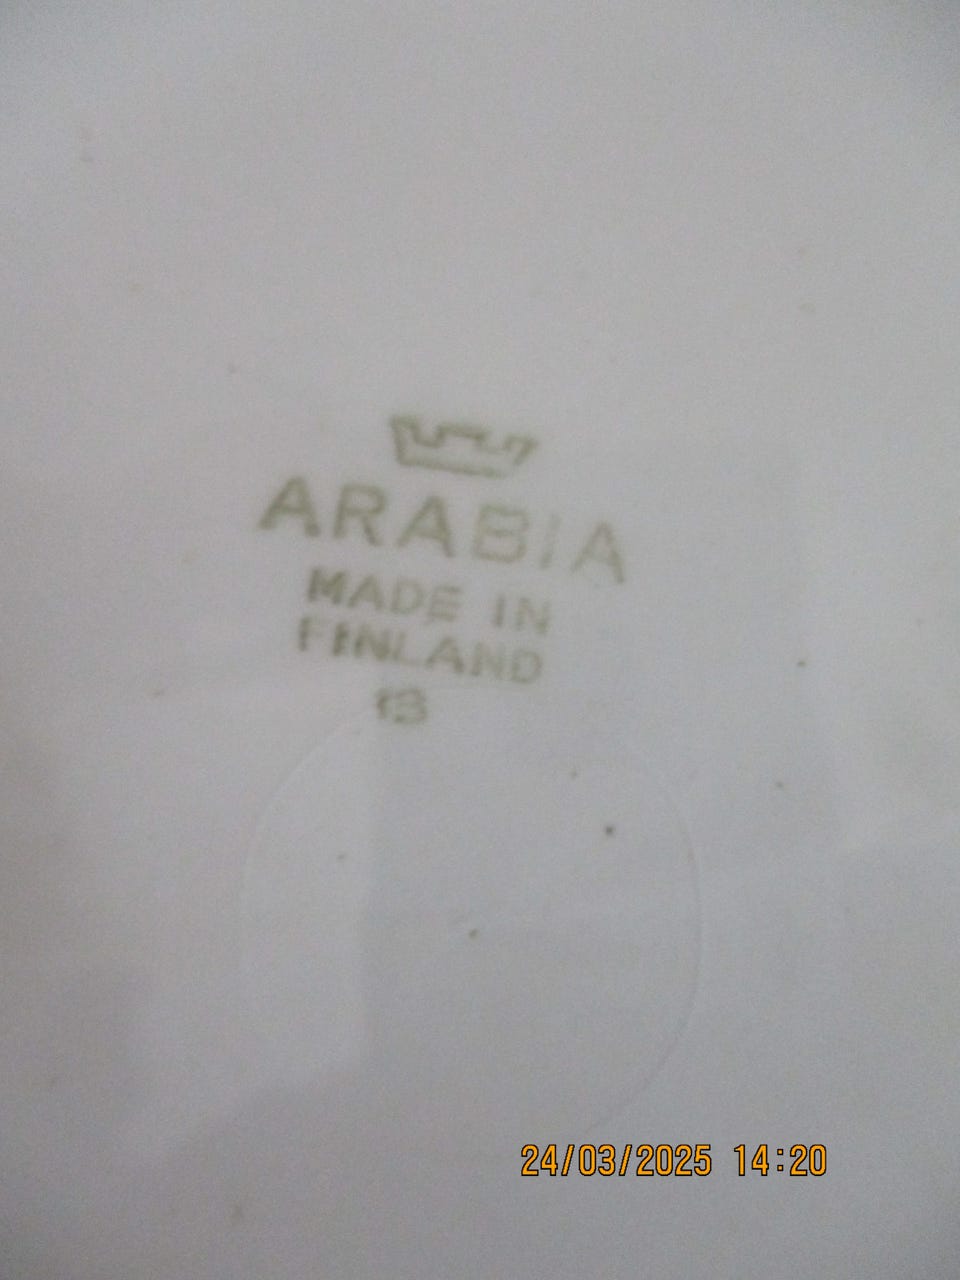 ARABIA
MADE IN
FINLAND
13
24/03/2025 14:20